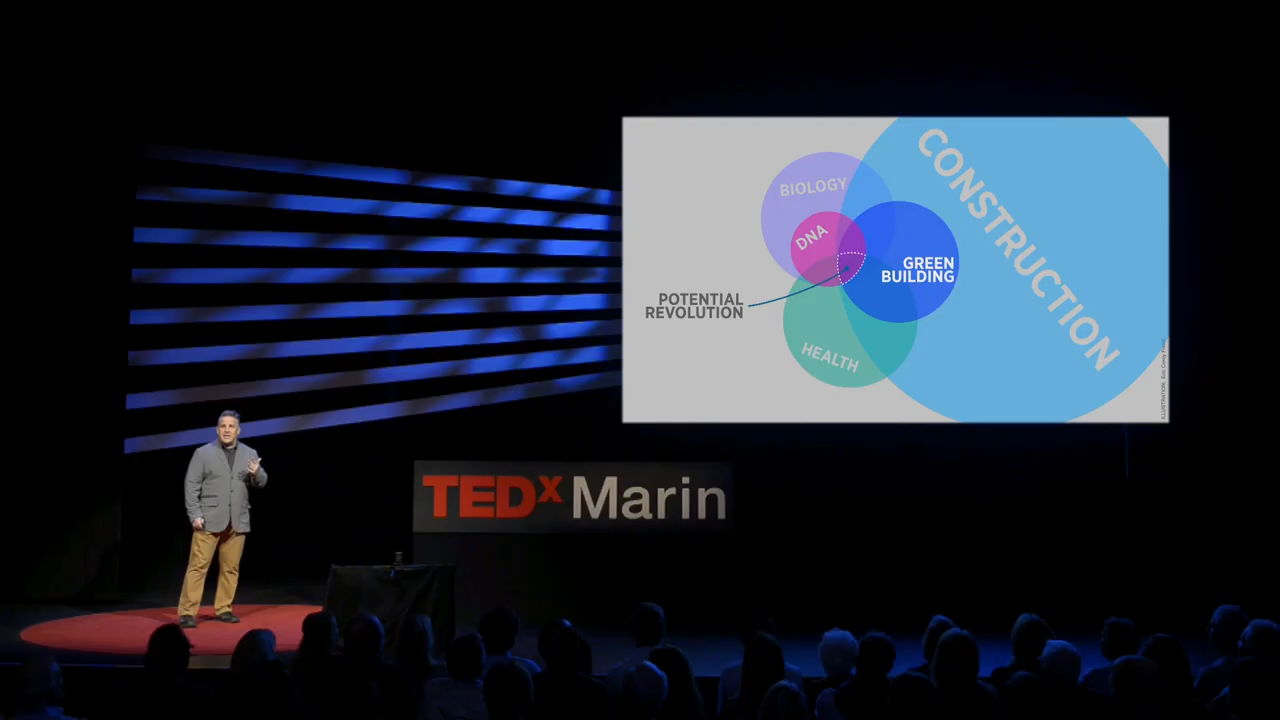 CONSTRUCTION
BIOLOGY
DNA
GREEN
BUILDING
POTENTIAL
REVOLUTION
HEALTH
TEDx Marin